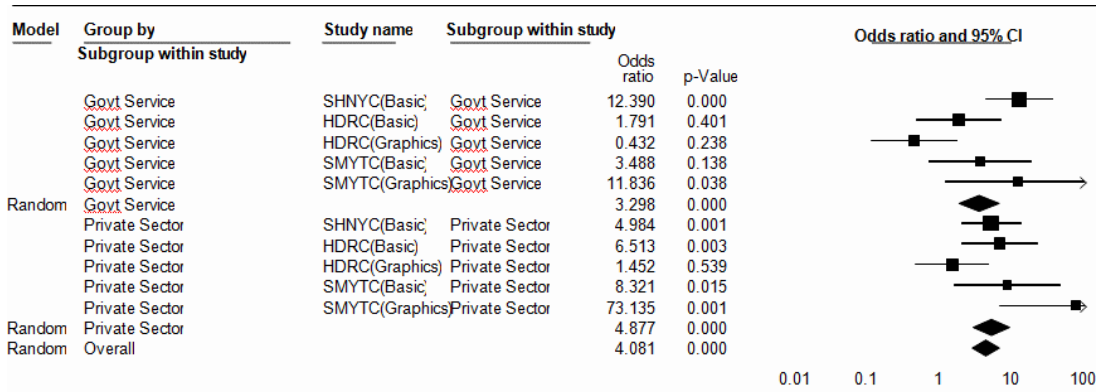 Model Group by Study name Subgroup within study Odds ratio and 95% CI
Subgroup within study
Odds
ratio p-Value
Govt Service SHNYC(Basic) Govt Service 12.390 0.000
Govt Service HDRC(Basic) Govt Service 1.791 0.401
Govt Service HDRC(Graphics) Govt Service 0.432 0.238
Govt Service SMYTC(Basic) Govt Service 3.488 0.138
Govt Service SMYTC(Graphics)Govt Service 11.836 0.038
Random Govt Service 3.298 0.000
Private Sector SHNYC(Basic) Private Sector 4.984 0.001
Private Sector HDRC(Basic) Private Sector 6.513 0.003
Private Sector HDRC(Graphics) Private Sector 1.452 0.539
Private Sector SMYTC(Basic) Private Sector 8.321 0.015
Private Sector SMYTC(Graphics)Private Sector 73.135 0.001
Random Private Sector 4.877 0.000
Random Overall 4.081 0.000
0.01 0.1 1 10 100